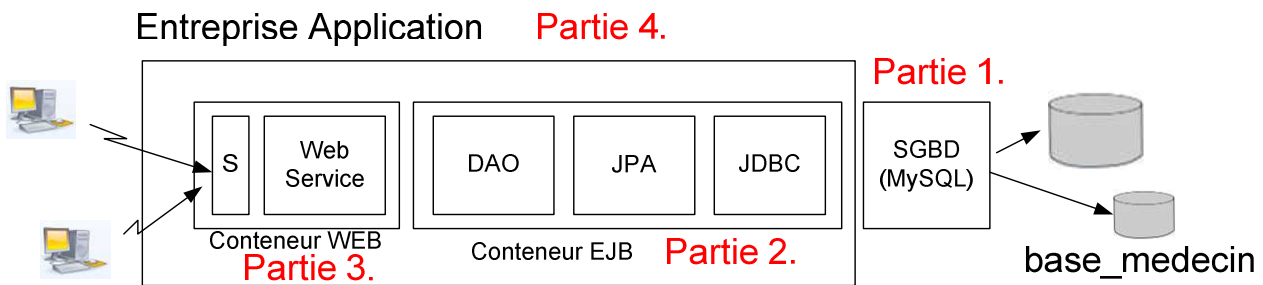 Entreprise Application
Partie 4.
Partie 1.
S
Web
Service
DAO
JPA
JDBC
SGBD
(MySQL)
Conteneur WEB
Partie 3.
Conteneur EJB
Partie 2.
base_medecin